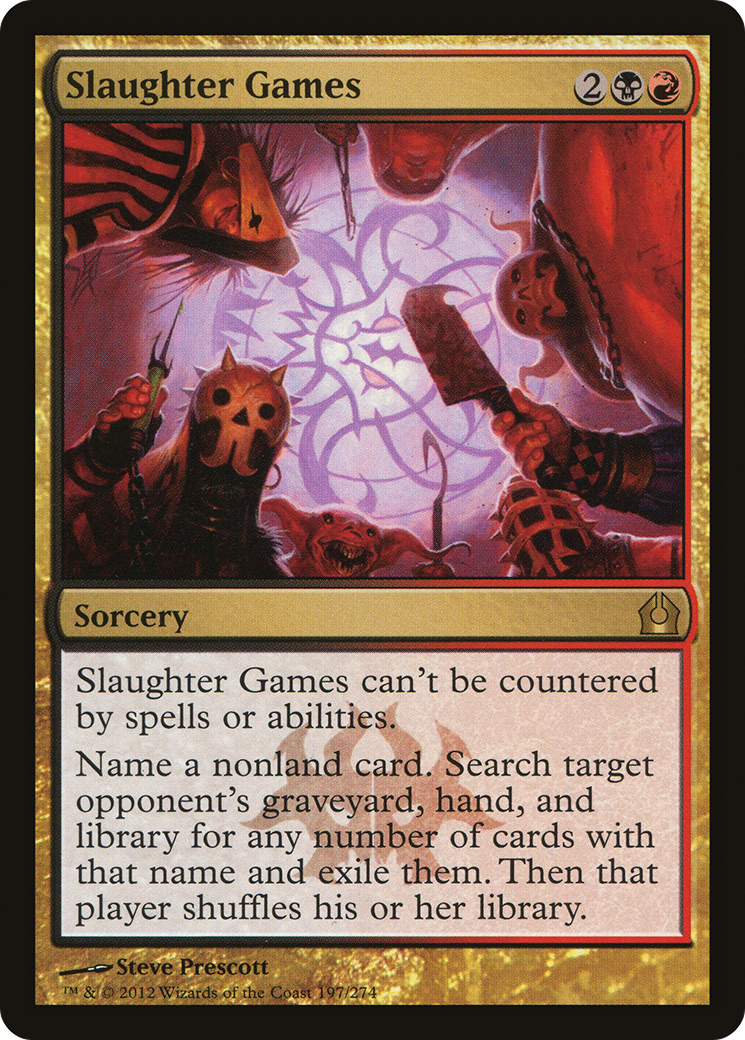 Slaughter Games 2
Sorcery
Slaughter Games can't be countered
by spells or abilities.
Name a nonland card. Search target
opponent's graveyard, hand, and
library for any number of cards with
that name and exile them. Then that
player shuffles his or her library.
Steve Prescott
™ & © 2012 Wizards of the Coast 197/274